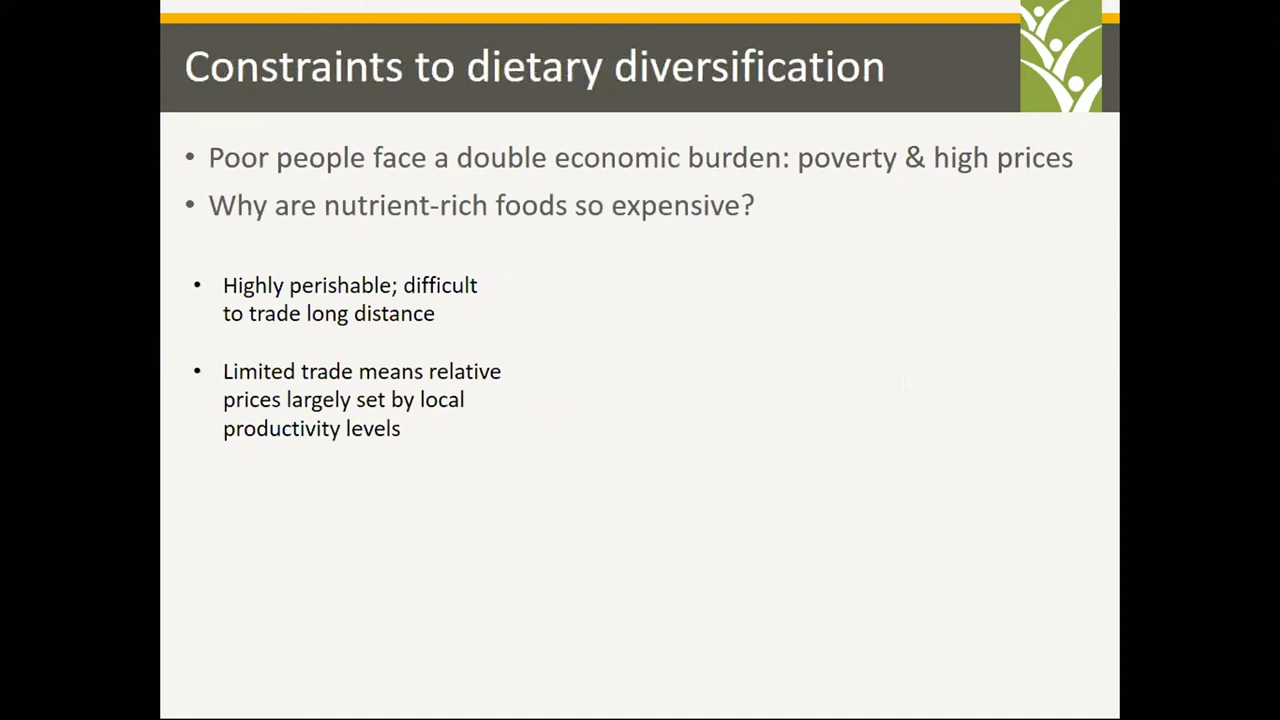 Constraints to dietary diversification
• Poor people face a double economic burden: poverty & high prices
• Why are nutrient-rich foods so expensive?
• Highly perishable; difficult
to trade long distance
• Limited trade means relative
prices largely set by local
productivity levels